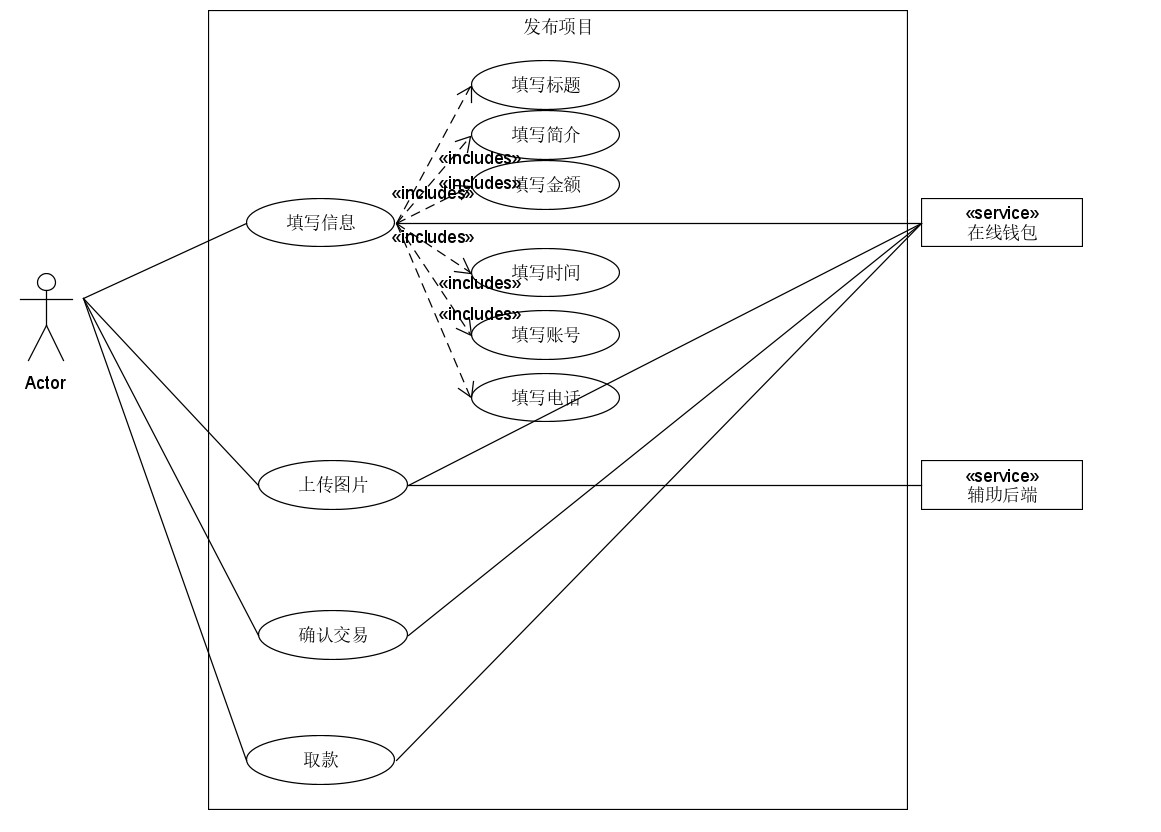 发布项目
填写标题
填写简介
«includes»
«includes»
填写金额
«includes»
填写信息
«service»
在线钱包
«includes»
填写时间
«includes»
«includes»
填写账号
Actor
填写电话
上传图片
«service»
辅助后端
确认交易
取款